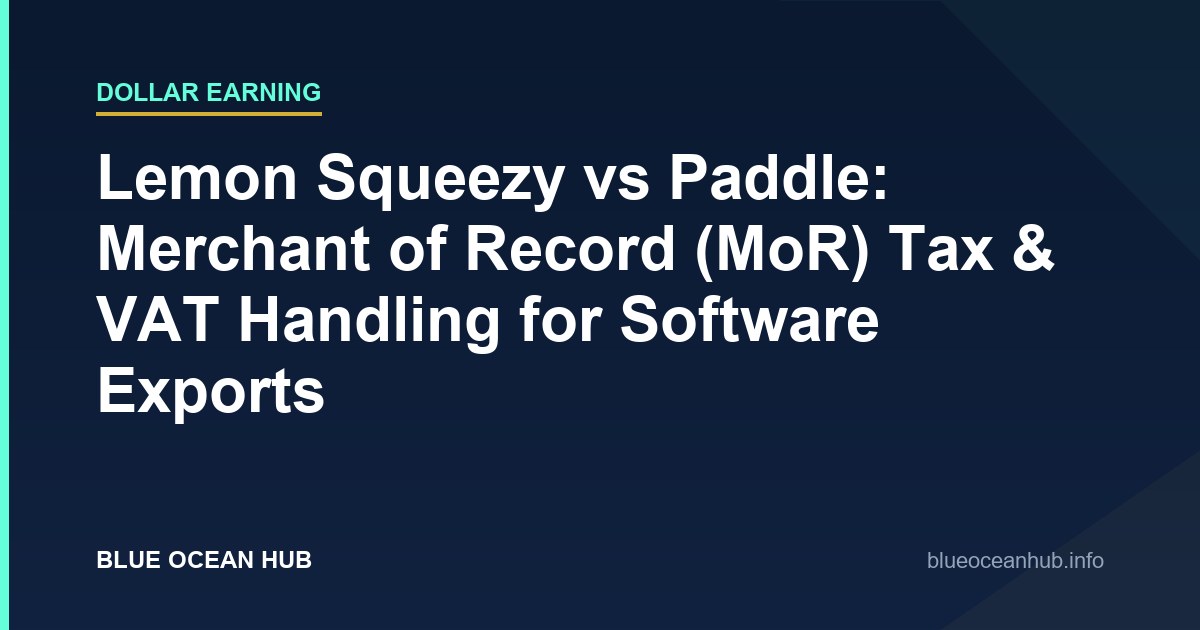 DOLLAR EARNING
Lemon Squeezy vs Paddle:
Merchant of Record (MoR) Tax &
VAT Handling for Software
Exports
BLUE OCEAN HUB
blueoceanhub.info